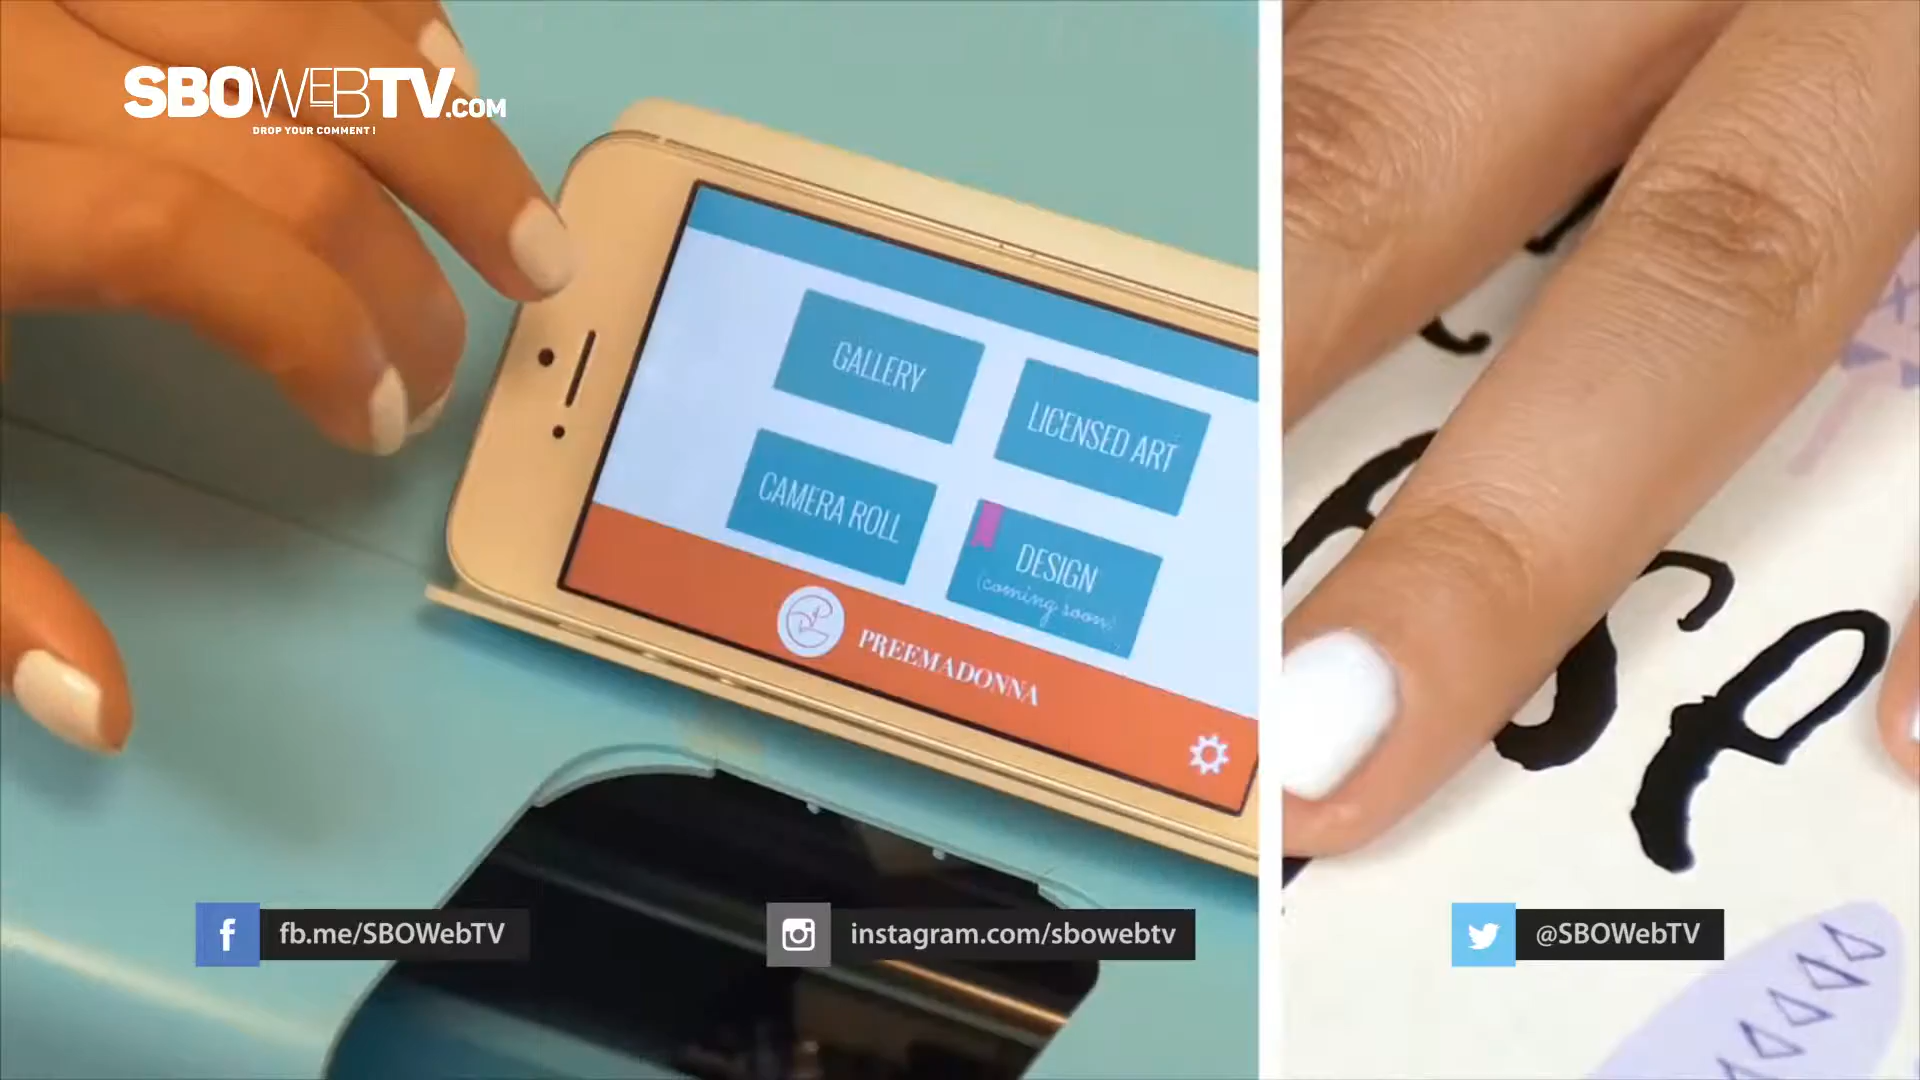 SBOWEBTV.COM
DROP YOUR COMMENT!
GALLERY
LICENSED ART
CAMERA ROLL
DESIGN
(coming soon)
PREEMADONNA
fb.me/SBOWebTV
instagram.com/sbowebtv
@SBOWebTV